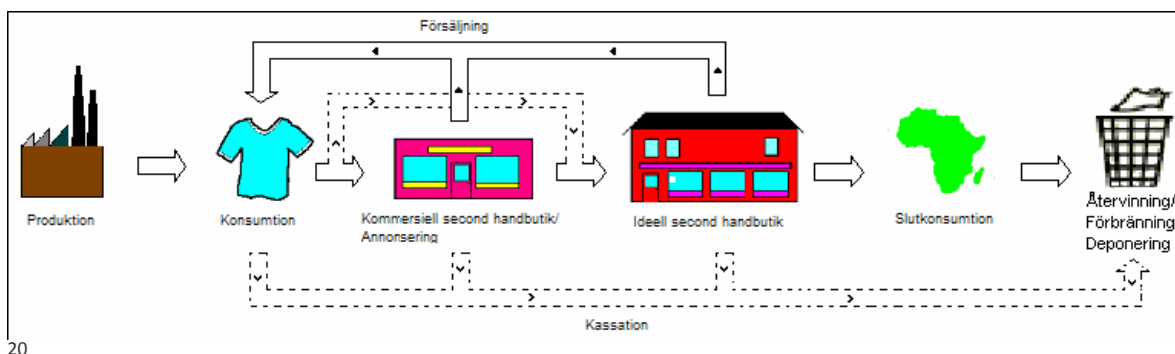 Försäljning
Produktion
Konsumtion
Kommersiell second handbutik/
Annonsering
Ideell second handbutik
Slutkonsumtion
Återvinning/
Förbränning/
Deponering
Kassation
20